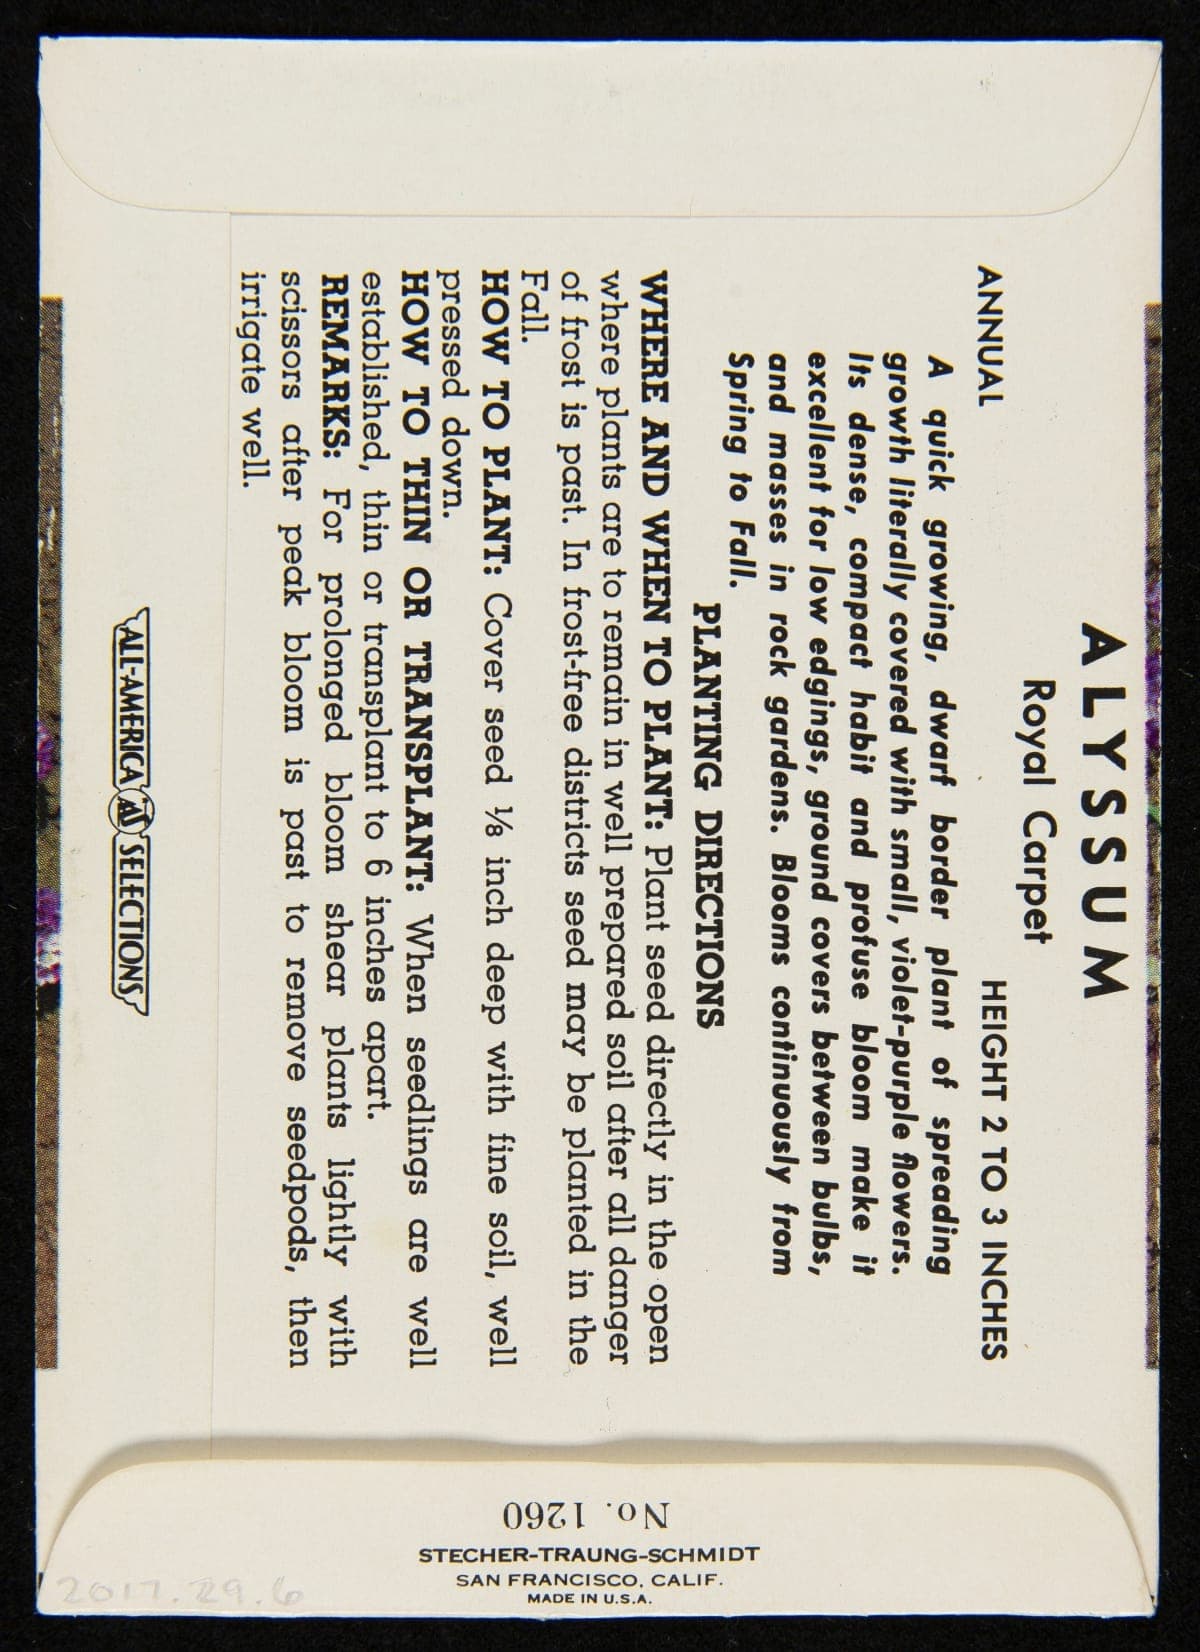 ALYSSUM
Royal Carpet
ANNUAL HEIGHT 2 TO 3 INCHES
A quick growing, dwarf border plant of spreading
growth literally covered with small, violet-purple flowers.
Its dense, compact habit and profuse bloom make it
excellent for low edgings, ground covers between bulbs,
and masses in rock gardens. Blooms continuously from
Spring to Fall.
PLANTING DIRECTIONS
WHERE AND WHEN TO PLANT: Plant seed directly in the open
where plants are to remain in well prepared soil after all danger
of frost is past. In frost-free districts seed may be planted in the
Fall.
HOW TO PLANT: Cover seed ⅛ inch deep with fine soil, well
pressed down.
HOW TO THIN OR TRANSPLANT: When seedlings are well
established, thin or transplant to 6 inches apart.
REMARKS: For prolonged bloom shear plants lightly with
scissors after peak bloom is past to remove seedpods, then
irrigate well.
ALL-AMERICA AAS SELECTIONS
No. 1260
STECHER-TRAUNG-SCHMIDT
SAN FRANCISCO, CALIF.
MADE IN U.S.A.
2017.29.6